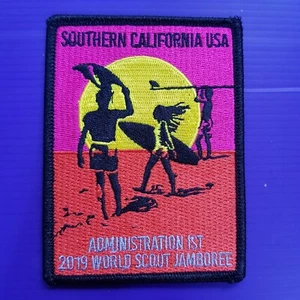 SOUTHERN CALIFORNIA USA
ADMINISTRATION IST
2019 WORLD SCOUT JAMBOREE